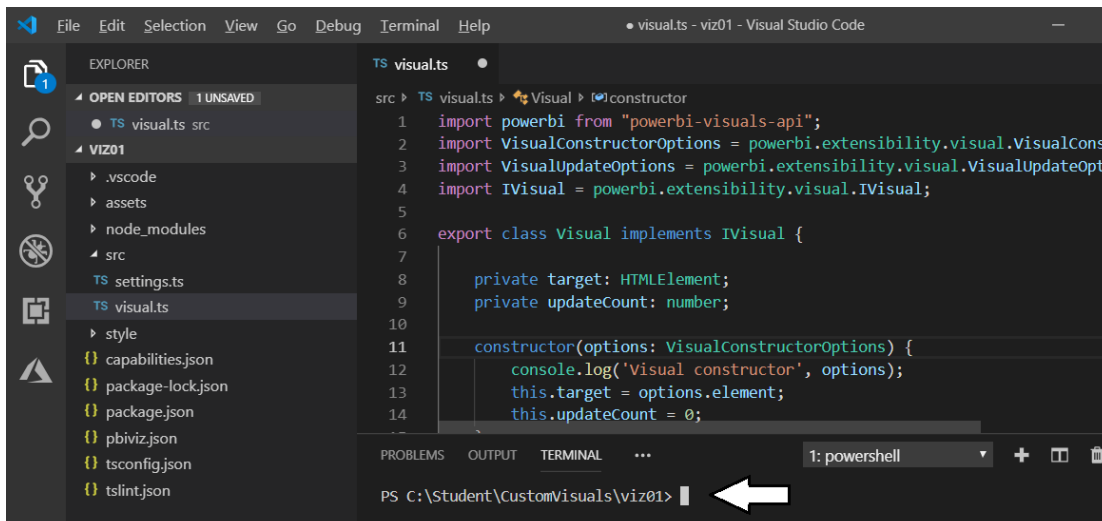 File Edit Selection View Go Debug Terminal Help ● visual.ts - viz01 - Visual Studio Code
1
EXPLORER
OPEN EDITORS 1 UNSAVED
● TS visual.ts src
VIZ01
.vscode
assets
node_modules
src
TS settings.ts
TS visual.ts
style
{} capabilities.json
{} package-lock.json
{} package.json
{} pbiviz.json
{} tsconfig.json
{} tslint.json
TS visual.ts ●
src TS visual.ts Visual constructor
1 import powerbi from "powerbi-visuals-api";
2 import VisualConstructorOptions = powerbi.extensibility.visual.VisualCons
3 import VisualUpdateOptions = powerbi.extensibility.visual.VisualUpdateOpt
4 import IVisual = powerbi.extensibility.visual.IVisual;
5
6 export class Visual implements IVisual {
7
8 private target: HTMLElement;
9 private updateCount: number;
10
11 constructor(options: VisualConstructorOptions) {
12 console.log('Visual constructor', options);
13 this.target = options.element;
14 this.updateCount = 0;
PROBLEMS OUTPUT TERMINAL ••• 1: powershell
PS C:\Student\CustomVisuals\viz01>